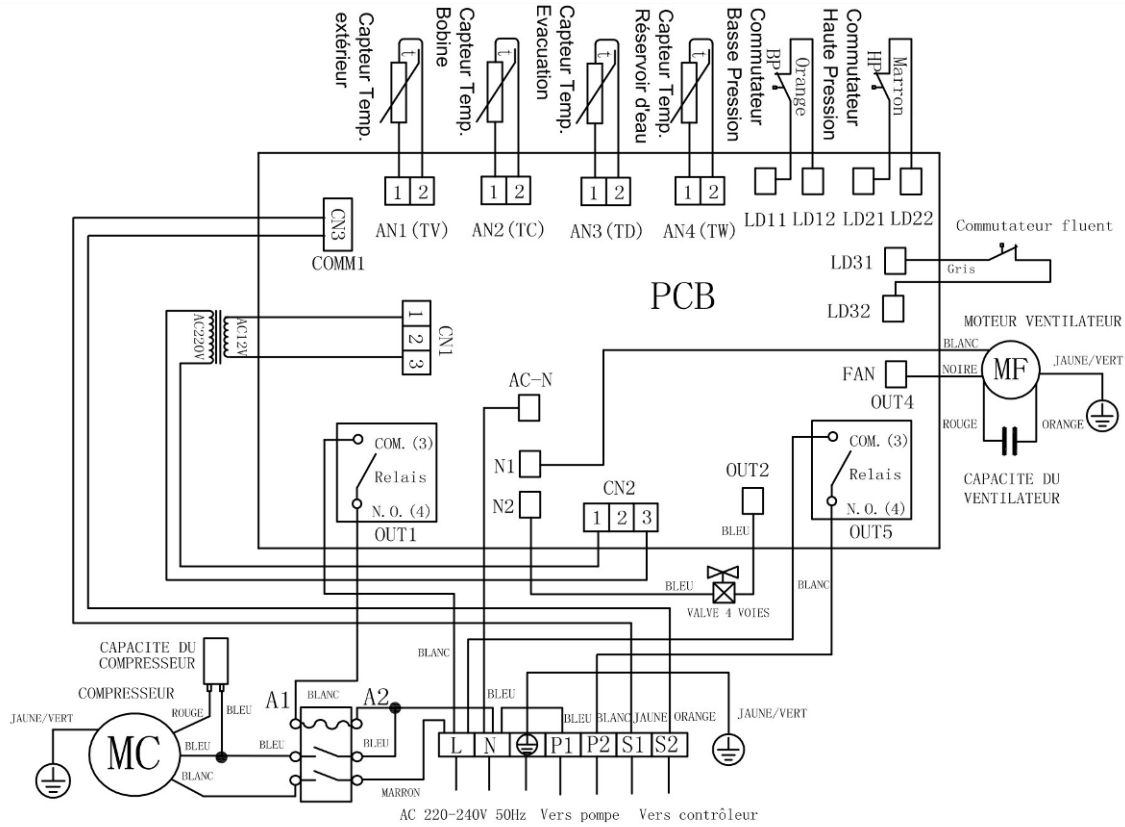 Capteur Temp.
extérieur
Capteur Temp.
Bobine
Capteur Temp.
Evacuation
Capteur Temp.
Réservoir d'eau
Commutateur
Basse Pression
Commutateur
Haute Pression
t
t
t
t
BP
Orange
HP
Marron
1 2
1 2
1 2
1 2
AN1 (TV)
AN2 (TC)
AN3 (TD)
AN4 (TW)
LD11
LD12
LD21
LD22
CN3
COMM1
PCB
LD31
Gris
Commutateur fluent
LD32
AC220V
AC12V
1
2
3
CN1
MOTEUR VENTILATEUR
BLANC
JAUNE/VERT
MF
FAN
NOIRE
OUT4
ROUGE
ORANGE
CAPACITE DU
VENTILATEUR
AC-N
N1
N2
COM. (3)
Relais
N.O. (4)
OUT1
CN2
1 2 3
OUT2
BLEU
COM. (3)
Relais
N.O. (4)
OUT5
BLEU
VALVE 4 VOIES
BLANC
CAPACITE DU
COMPRESSEUR
COMPRESSEUR
BLANC
A1
BLANC
A2
BLEU
JAUNE/VERT
ROUGE
BLEU
BLEU
BLEU
BLEU
BLANC
MC
MARRON
BLEU
BLANC
JAUNE
ORANGE
JAUNE/VERT
L N P1 P2 S1 S2
AC 220-240V 50Hz
Vers pompe
Vers contrôleur